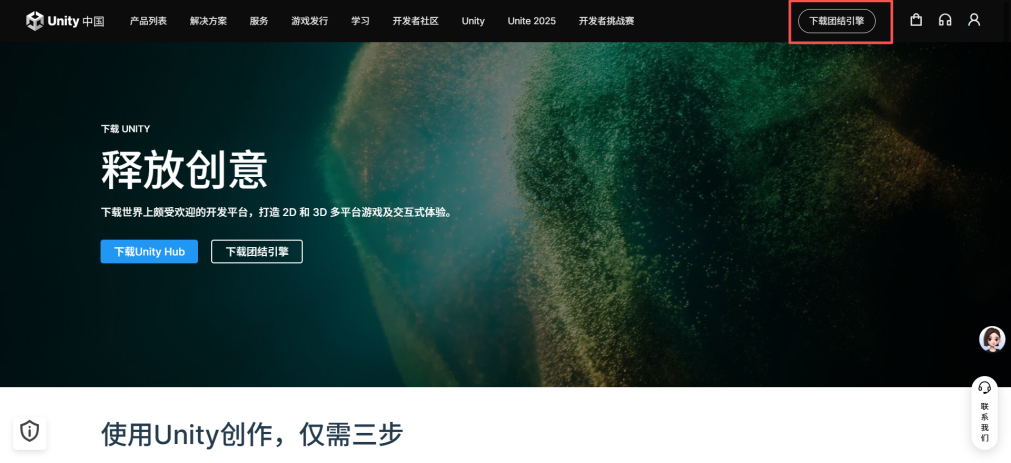 Unity 中国 产品列表 解决方案 服务 游戏发行 学习 开发者社区 Unity Unite 2025 开发者挑战赛 下载团结引擎
下载 UNITY
释放创意
下载世界上颇受欢迎的开发平台，打造 2D 和 3D 多平台游戏及交互式体验。
下载Unity Hub 下载团结引擎
联
系
我
们
使用Unity创作，仅需三步